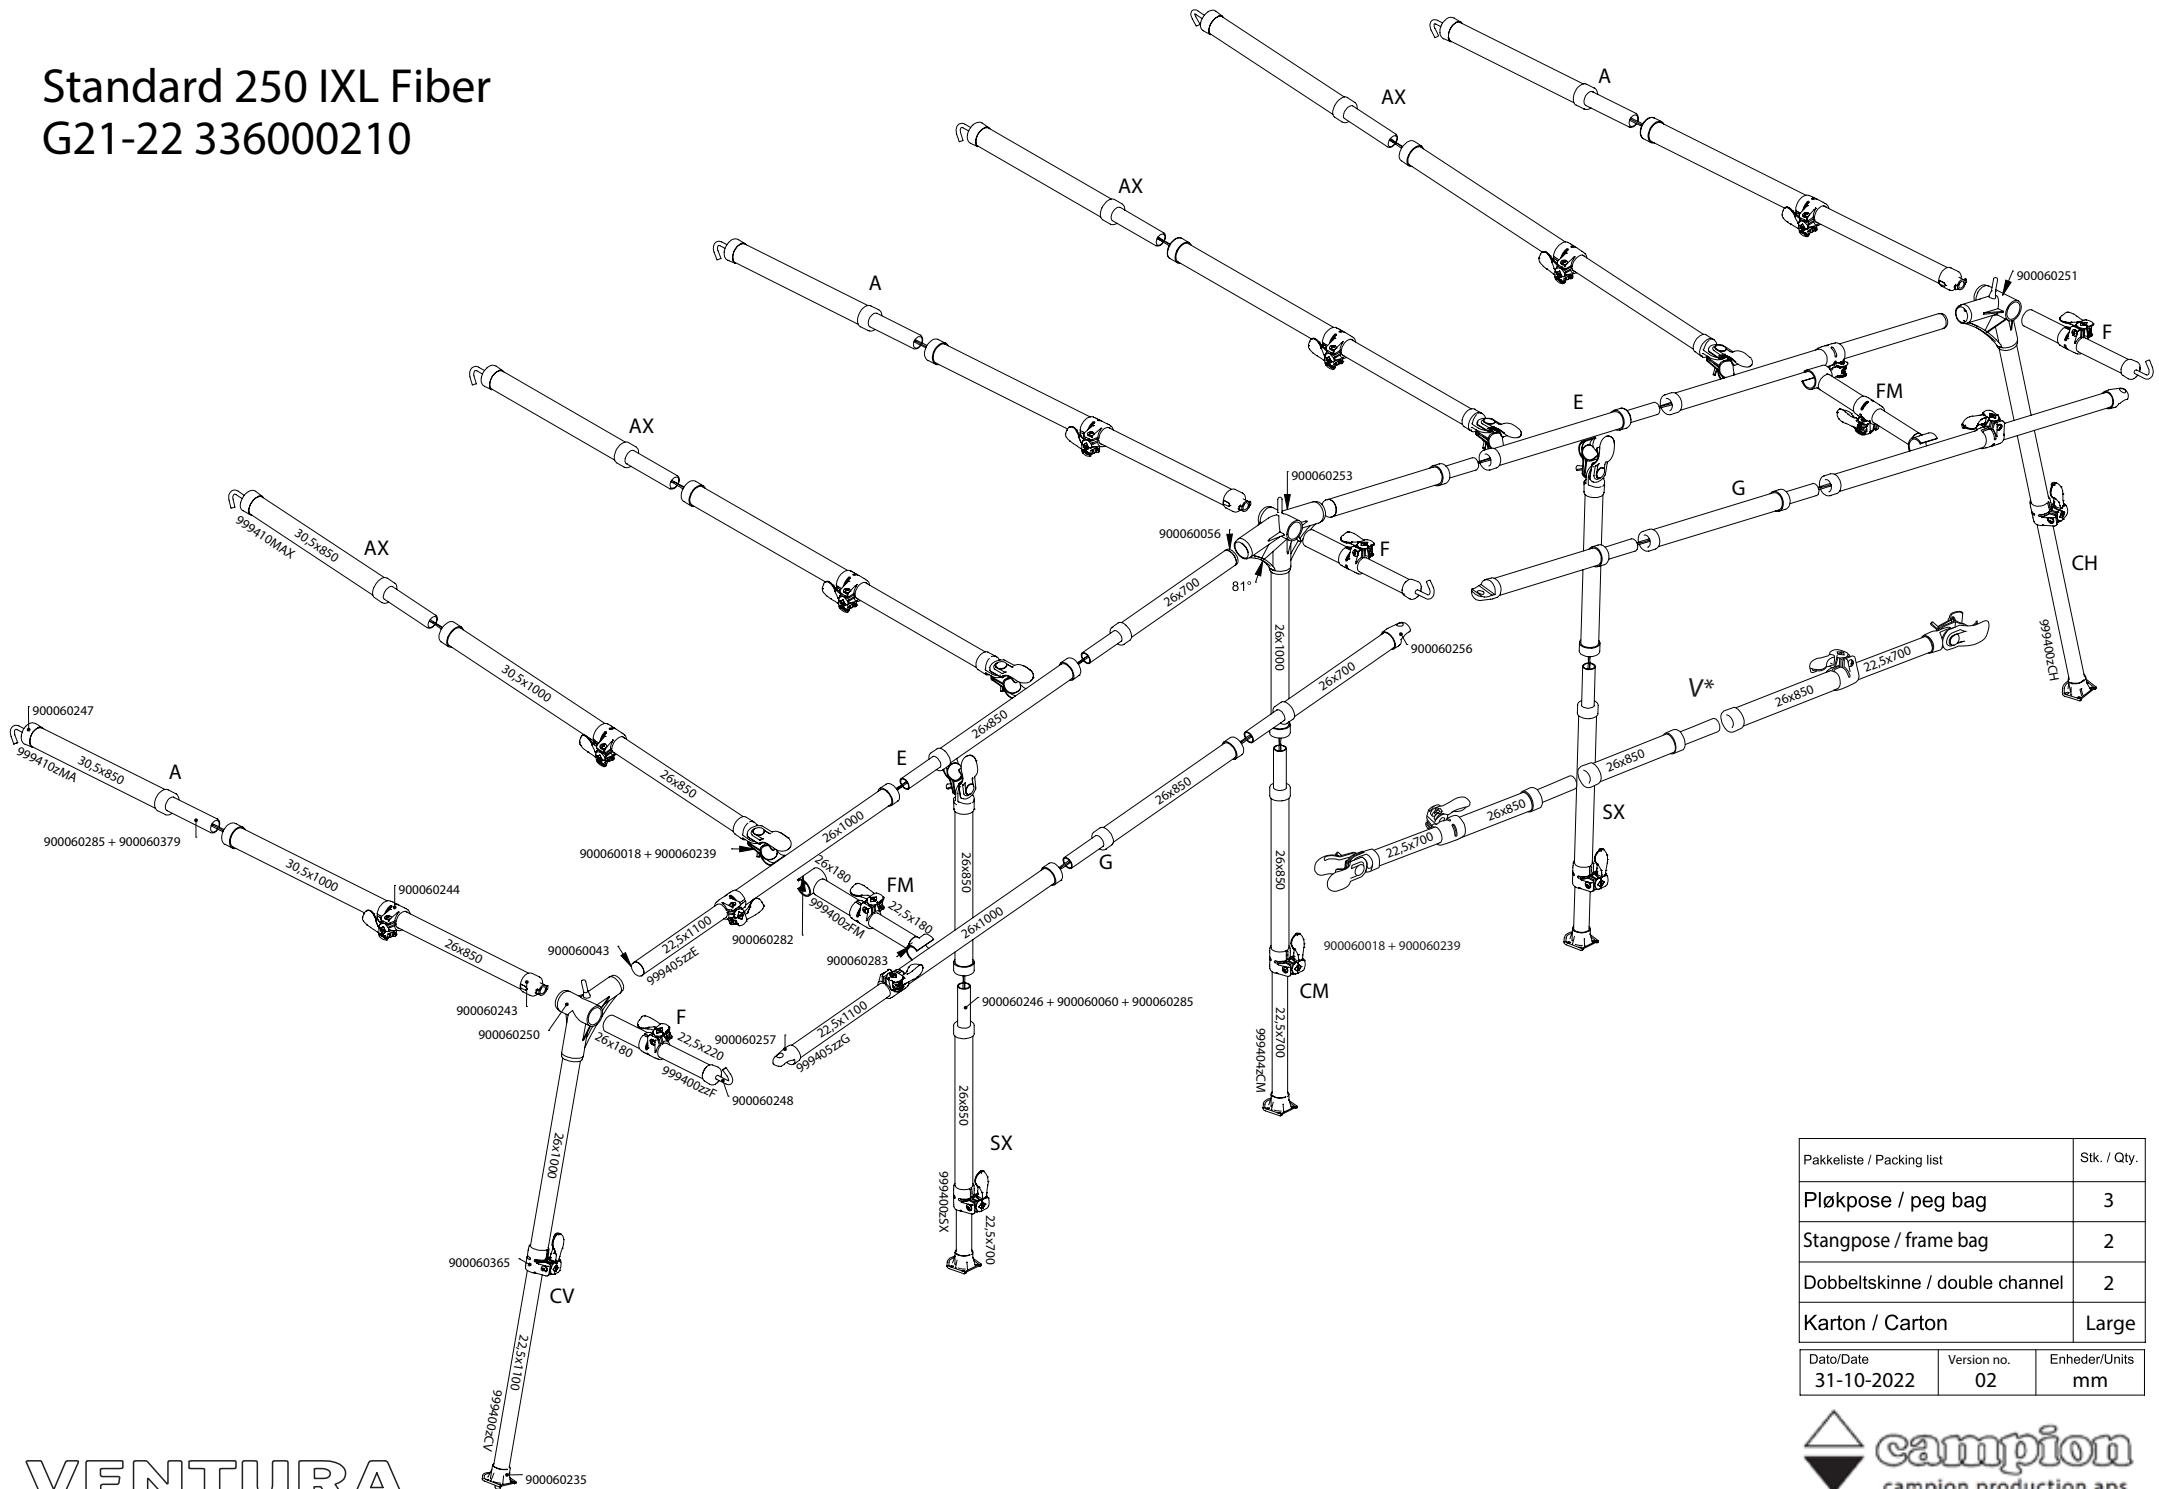 Standard 250 IXL Fiber
G21-22 336000210
A
AX
AX
A
900060251
F
AX
E
FM
G
900060253
900060056
F
81°
CH
999400zCH
AX
999410MAX
30,5x850
30,5x1000
26x850
26x700
26x1000
900060256
26x700
V*
22,5x700
26x850
26x850
26x850
22,5x700
SX
900060247
999410zMA
30,5x850
A
900060285 + 900060379
30,5x1000
900060244
26x850
900060243
900060250
900060018 + 900060239
E
26x850
26x1000
22,5x1100
999405zzE
900060043
26x180
FM
22,5x180
999400zFM
900060282
900060283
G
26x850
26x1000
22,5x1100
999405zzG
900060257
F
26x180
22,5x220
999400zzF
900060248
26x850
900060246 + 900060060 + 900060285
26x850
SX
999400zSX
22,5x700
26x850
900060018 + 900060239
CM
22,5x700
999404zCM
26x1000
900060365
CV
22,5x1100
999400zCV
900060235
Pakkeliste / Packing list Stk. / Qty.
Pløkpose / peg bag 3
Stangpose / frame bag 2
Dobbeltskinne / double channel 2
Karton / Carton Large
Dato/Date Version no. Enheder/Units
31-10-2022 02 mm
VENTURA
campion
campion production aps